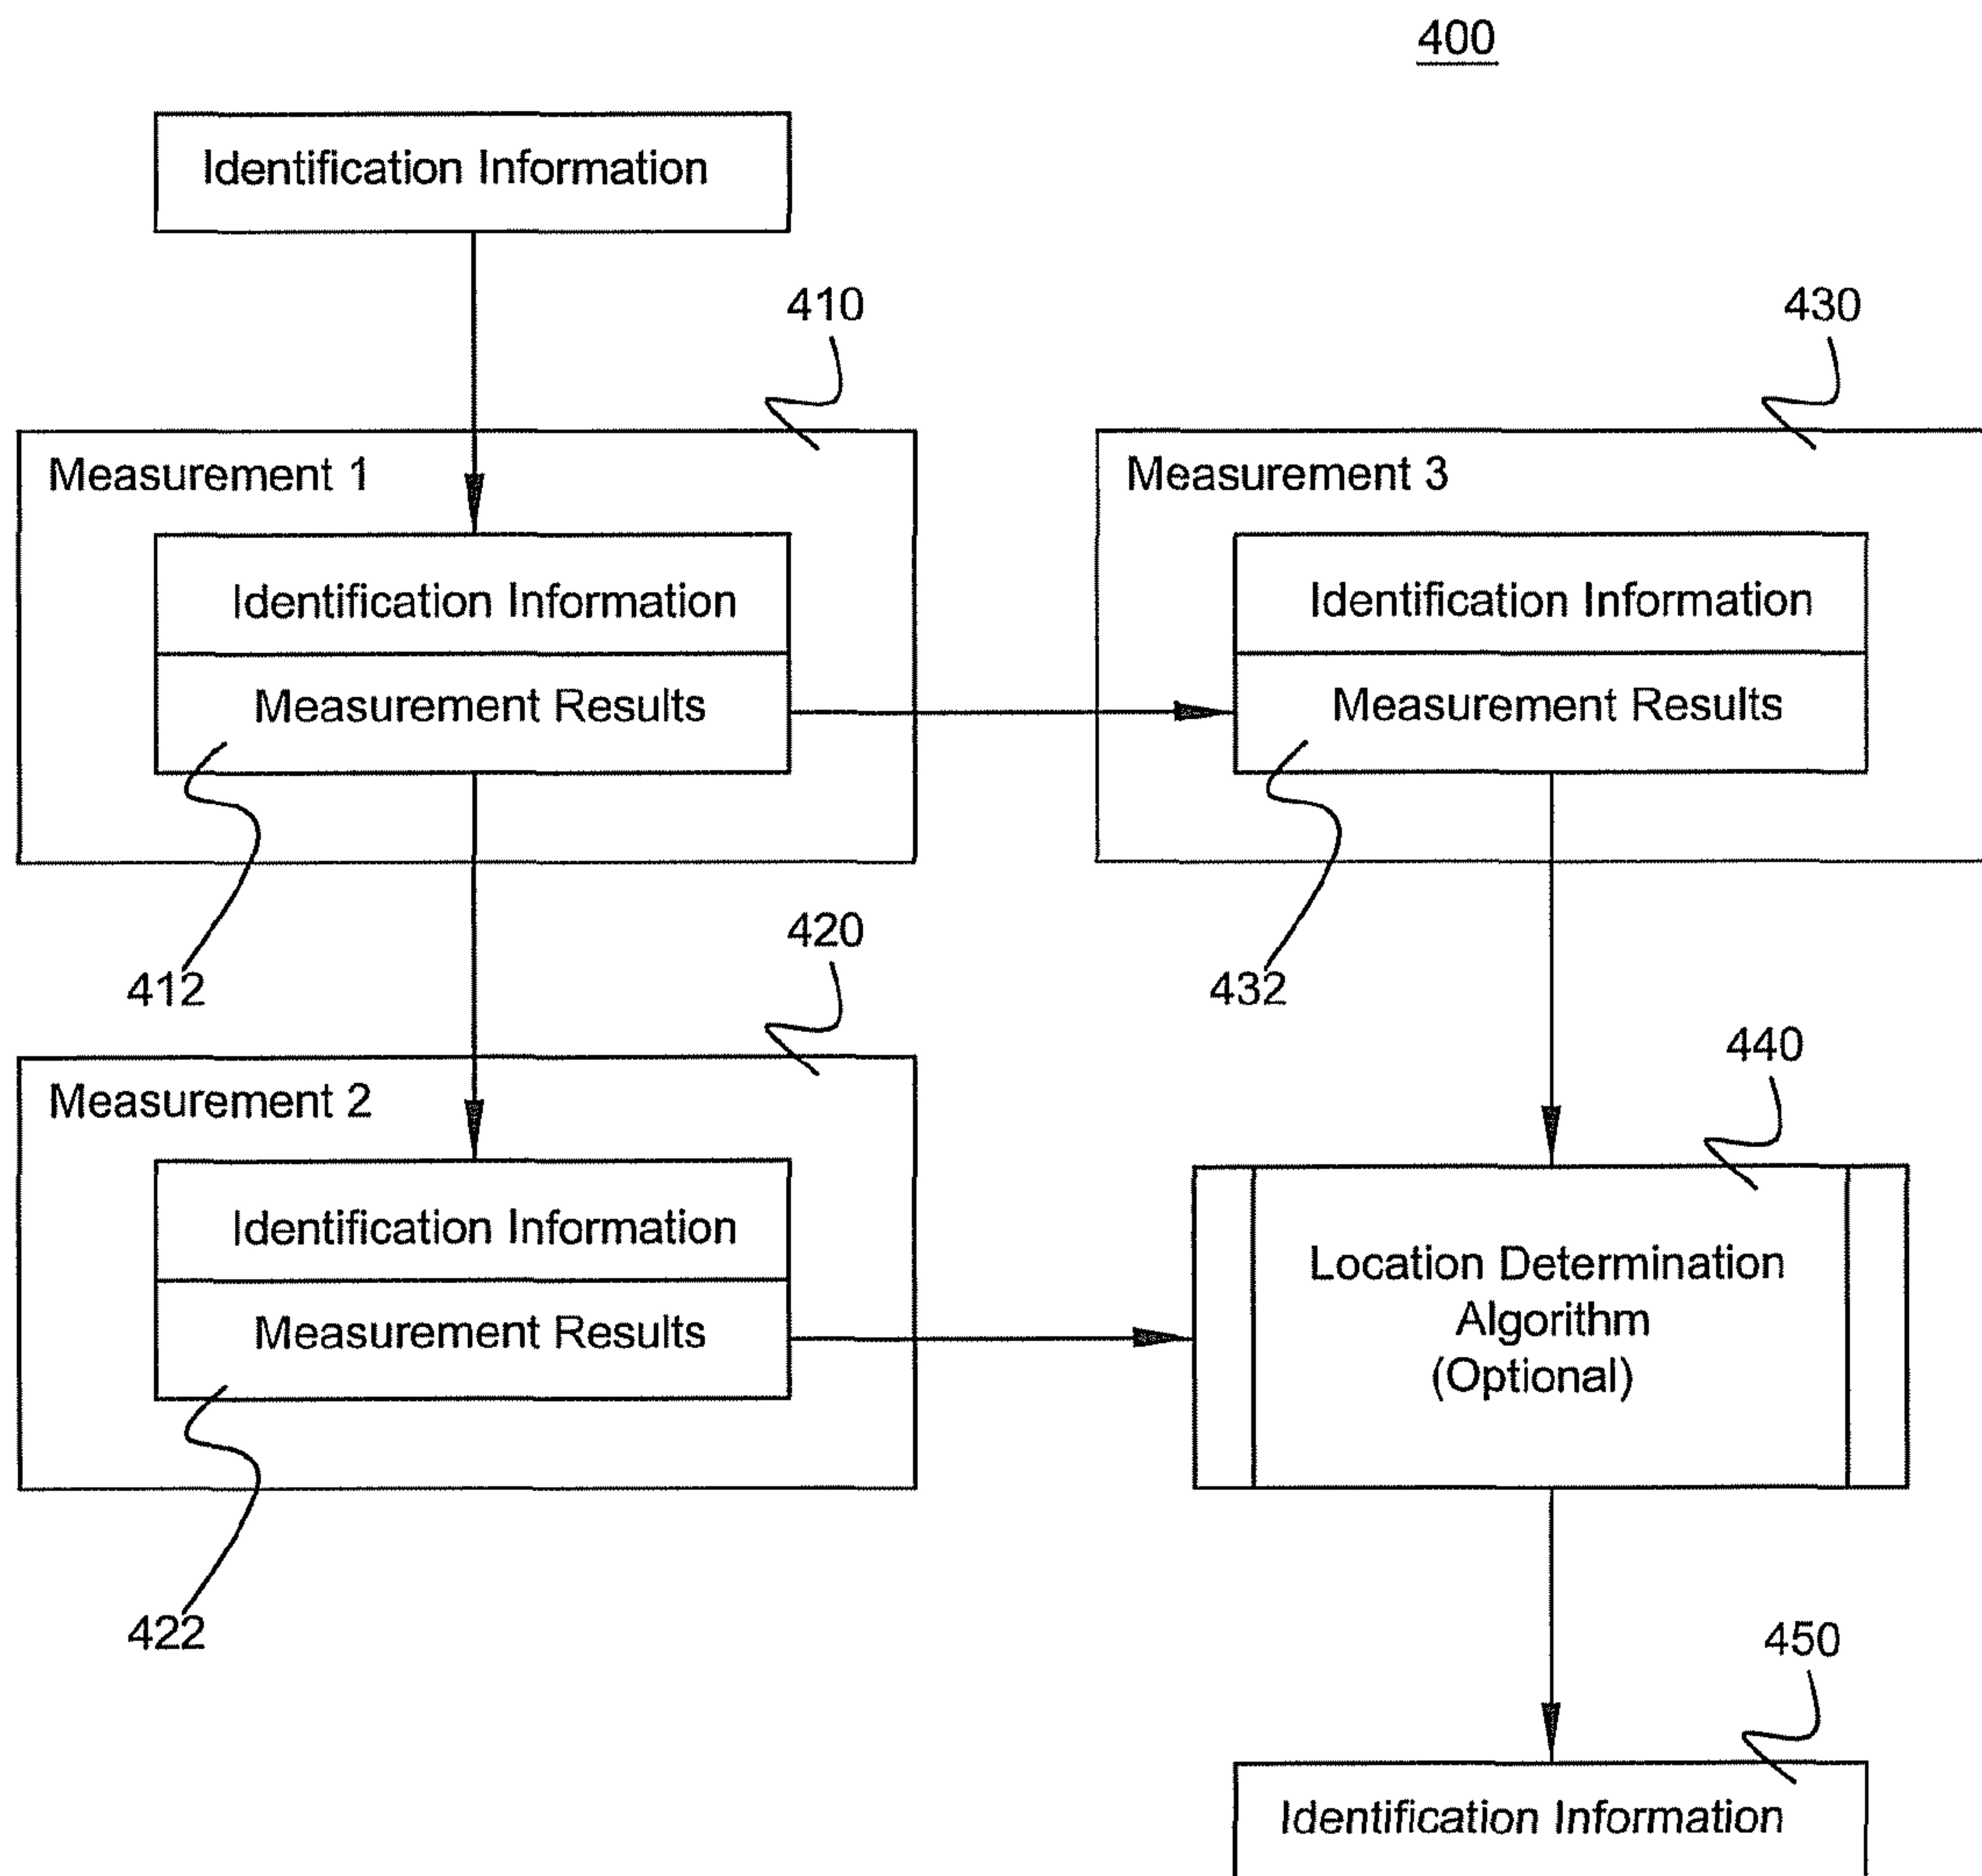 400
Identification Information
410
430
Measurement 1
Measurement 3
Identification Information
Identification Information
Measurement Results
Measurement Results
412
420
432
440
Measurement 2
Identification Information
Measurement Results
Location Determination
Algorithm
(Optional)
422
450
Identification Information